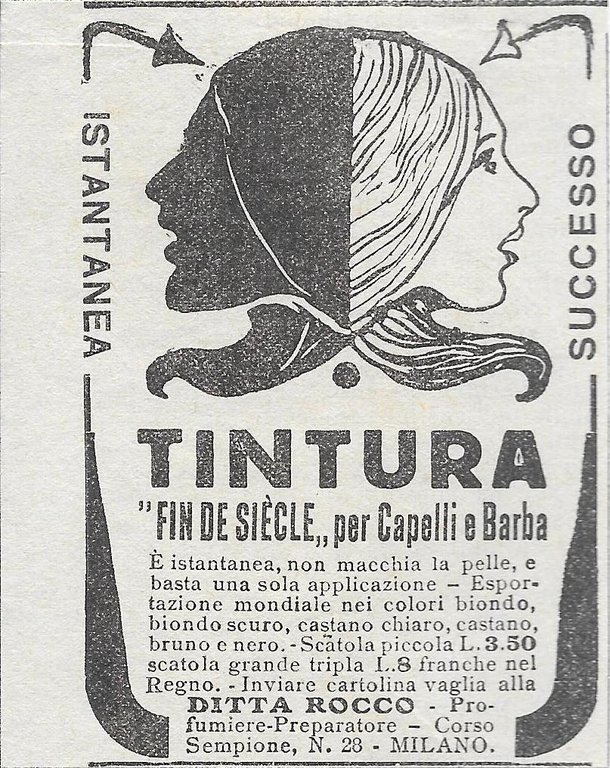 ISTANTANEA
SUCCESSO
TINTURA
"FIN DE SIÈCLE„ per Capelli e Barba
È istantanea, non macchia la pelle, e
basta una sola applicazione – Espor-
tazione mondiale nei colori biondo,
biondo scuro, castano chiaro, castano,
bruno e nero. - Scatola piccola L. 3.50
scatola grande tripla L. 8 franche nel
Regno. - Inviare cartolina vaglia alla
DITTA ROCCO - Pro-
fumiere-Preparatore – Corso
Sempione, N. 28 - MILANO.